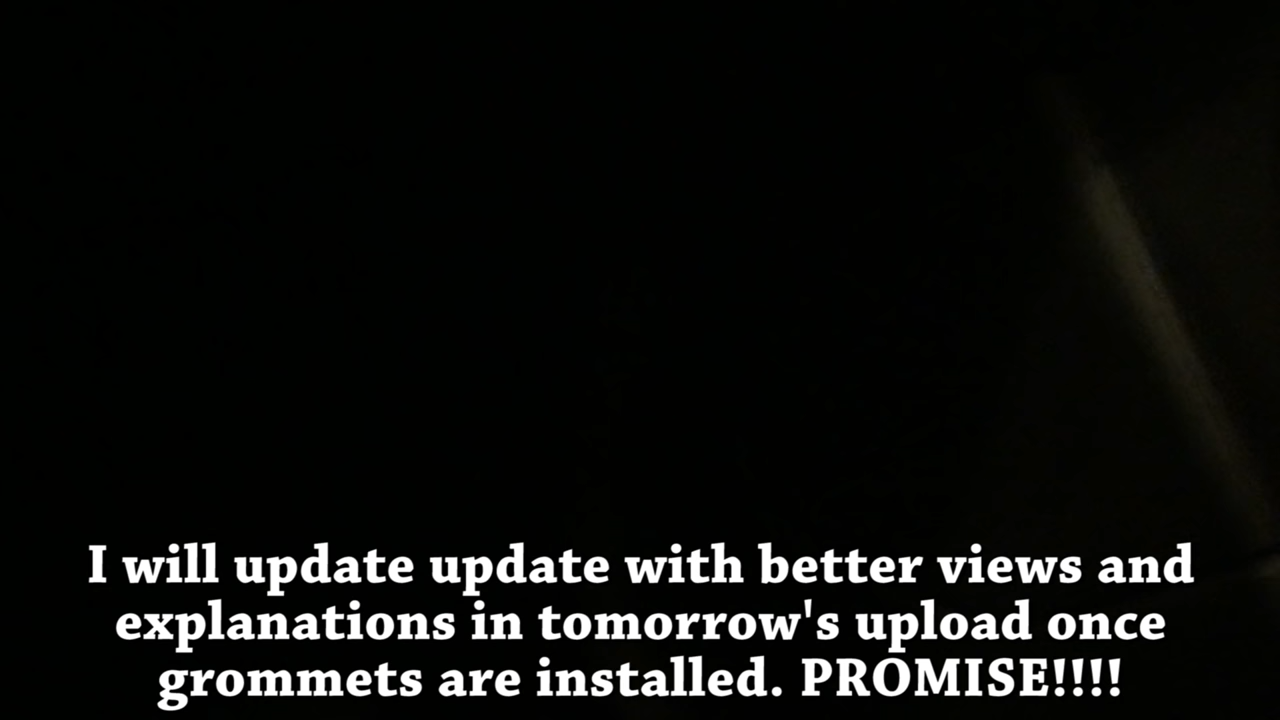 I will update update with better views and
explanations in tomorrow's upload once
grommets are installed. PROMISE!!!!